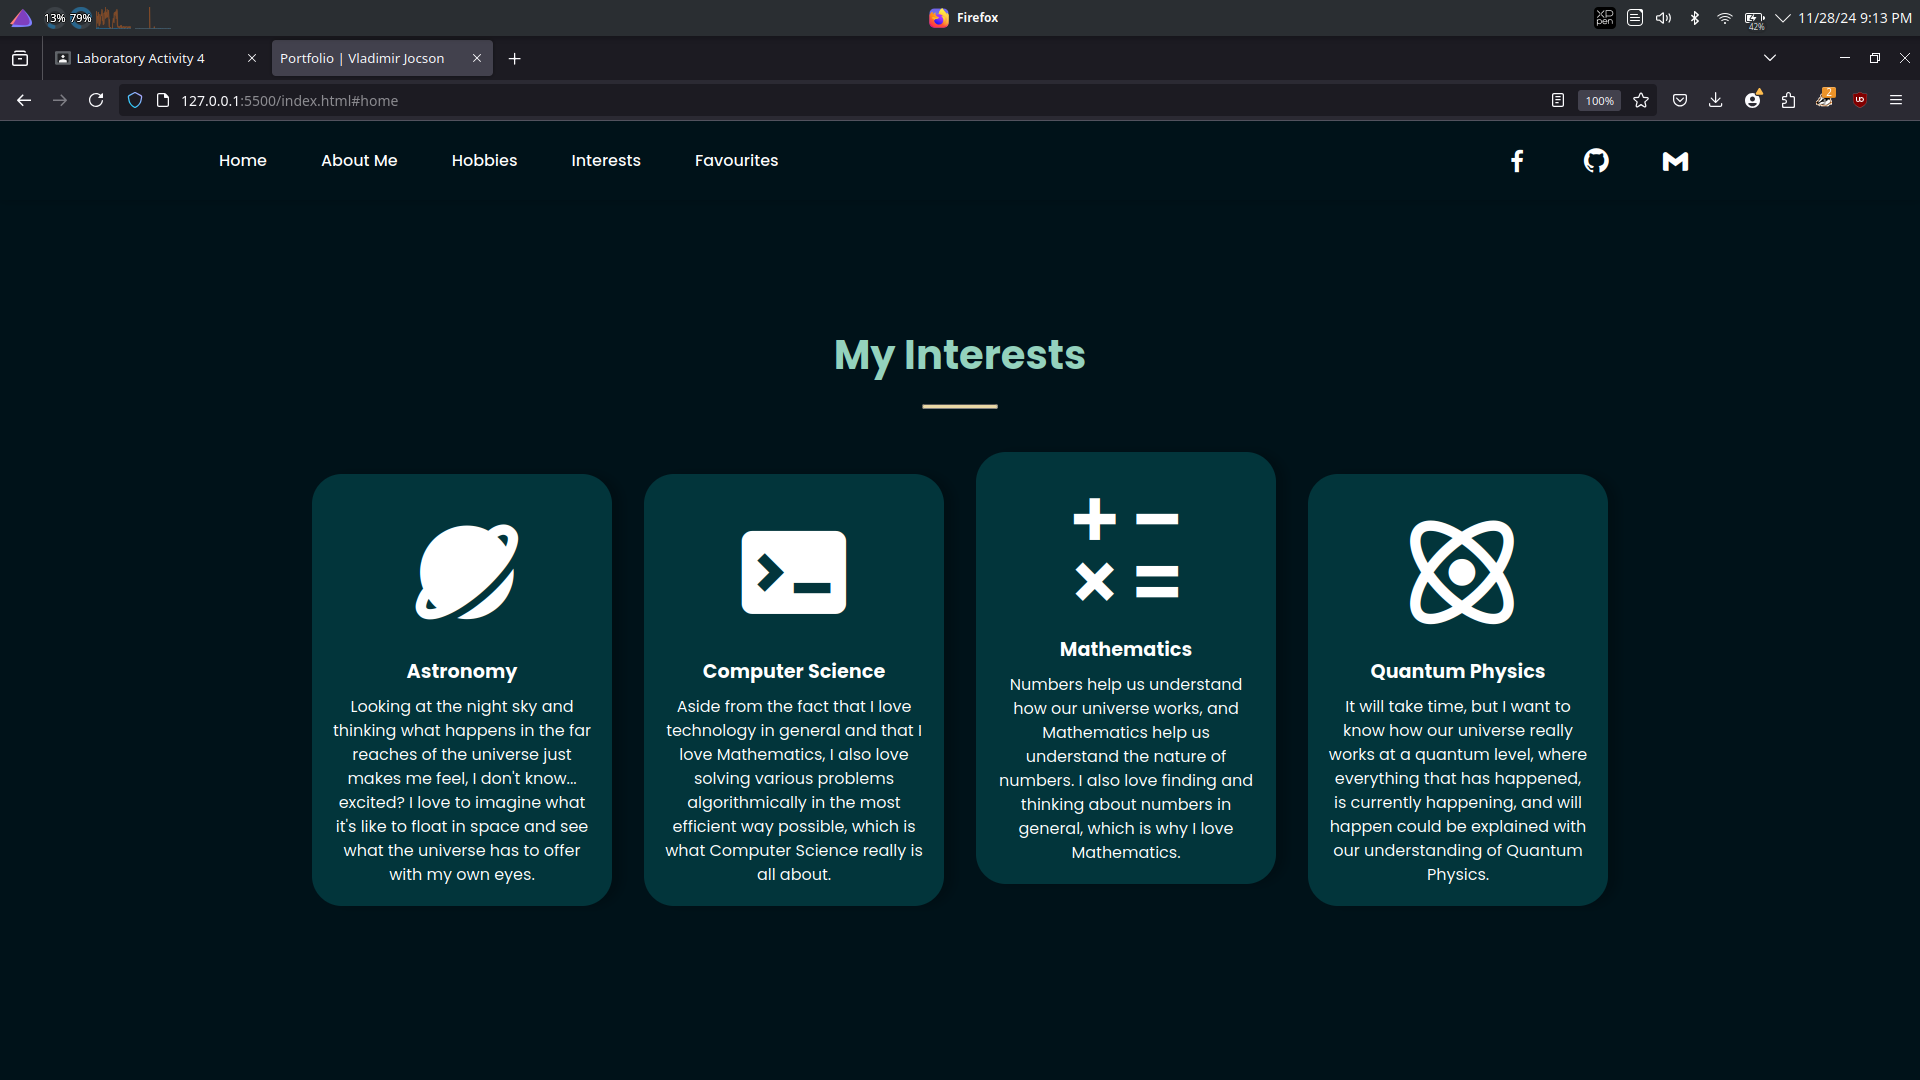 13% 79%
Firefox
XP
pen
42%
11/28/24 9:13 PM
Laboratory Activity 4
Portfolio | Vladimir Jocson
127.0.0.1:5500/index.html#home
100%
2
UD
Home About Me Hobbies Interests Favourites
My Interests
Astronomy
Looking at the night sky and
thinking what happens in the far
reaches of the universe just
makes me feel, I don't know...
excited? I love to imagine what
it's like to float in space and see
what the universe has to offer
with my own eyes.
Computer Science
Aside from the fact that I love
technology in general and that I
love Mathematics, I also love
solving various problems
algorithmically in the most
efficient way possible, which is
what Computer Science really is
all about.
Mathematics
Numbers help us understand
how our universe works, and
Mathematics help us
understand the nature of
numbers. I also love finding and
thinking about numbers in
general, which is why I love
Mathematics.
Quantum Physics
It will take time, but I want to
know how our universe really
works at a quantum level, where
everything that has happened,
is currently happening, and will
happen could be explained with
our understanding of Quantum
Physics.